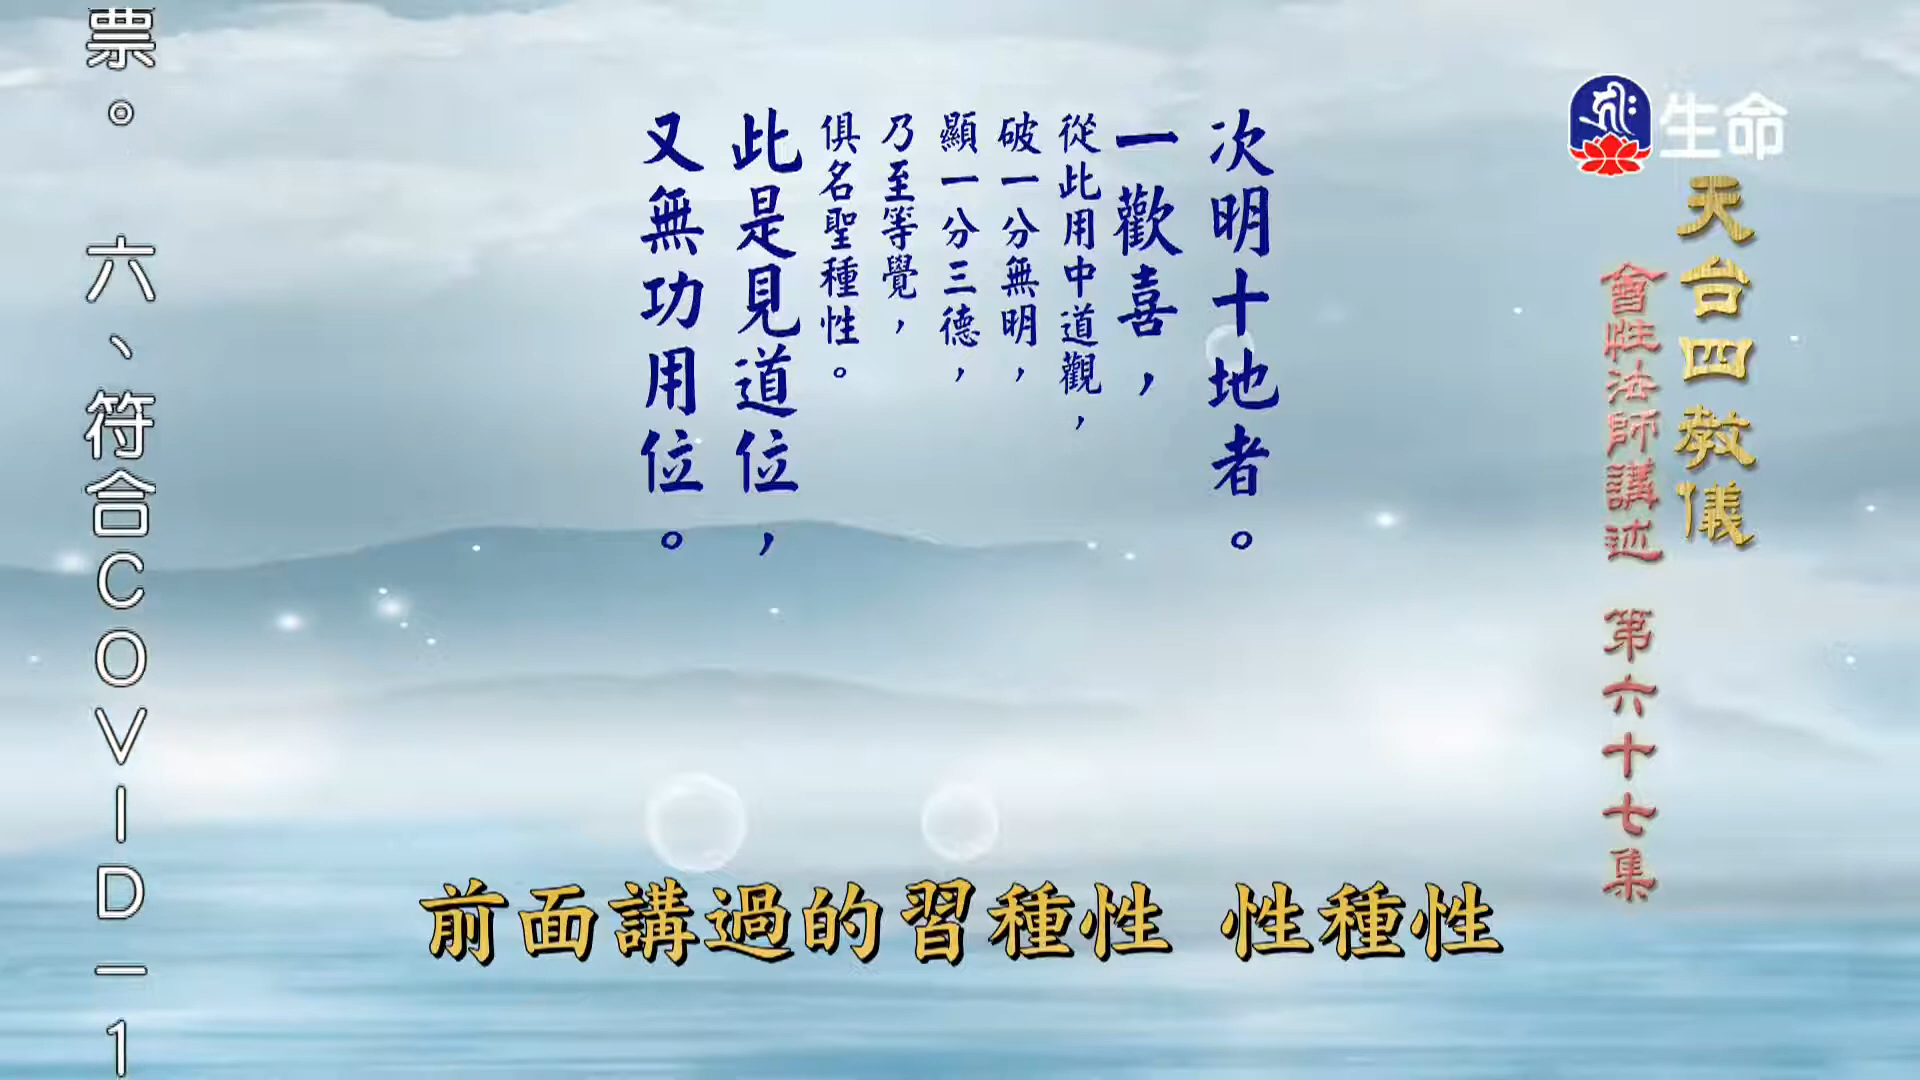 生命
天台四教儀
會性法師講述 第六十七集
次明十地者。
一歡喜，
從此用中道觀，
破一分無明，
顯一分三德，
乃至等覺，
俱名聖種性。
此是見道位，
又無功用位。
票。 六、符合COVID-1
前面講過的習種性 性種性